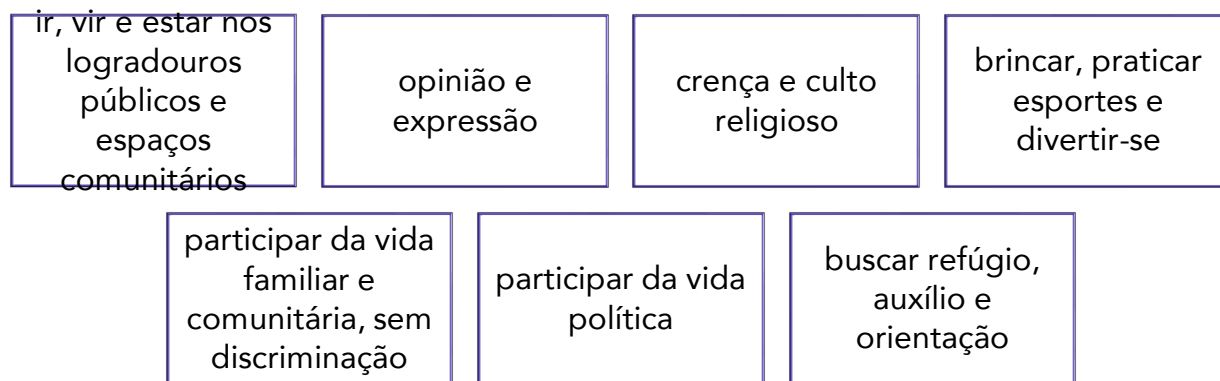 ir, vir e estar nos
logradouros
públicos e
espaços
comunitários
opinião e
expressão
crença e culto
religioso
brincar, praticar
esportes e
divertir-se
participar da vida
familiar e
comunitária, sem
discriminação
participar da vida
política
buscar refúgio,
auxílio e
orientação